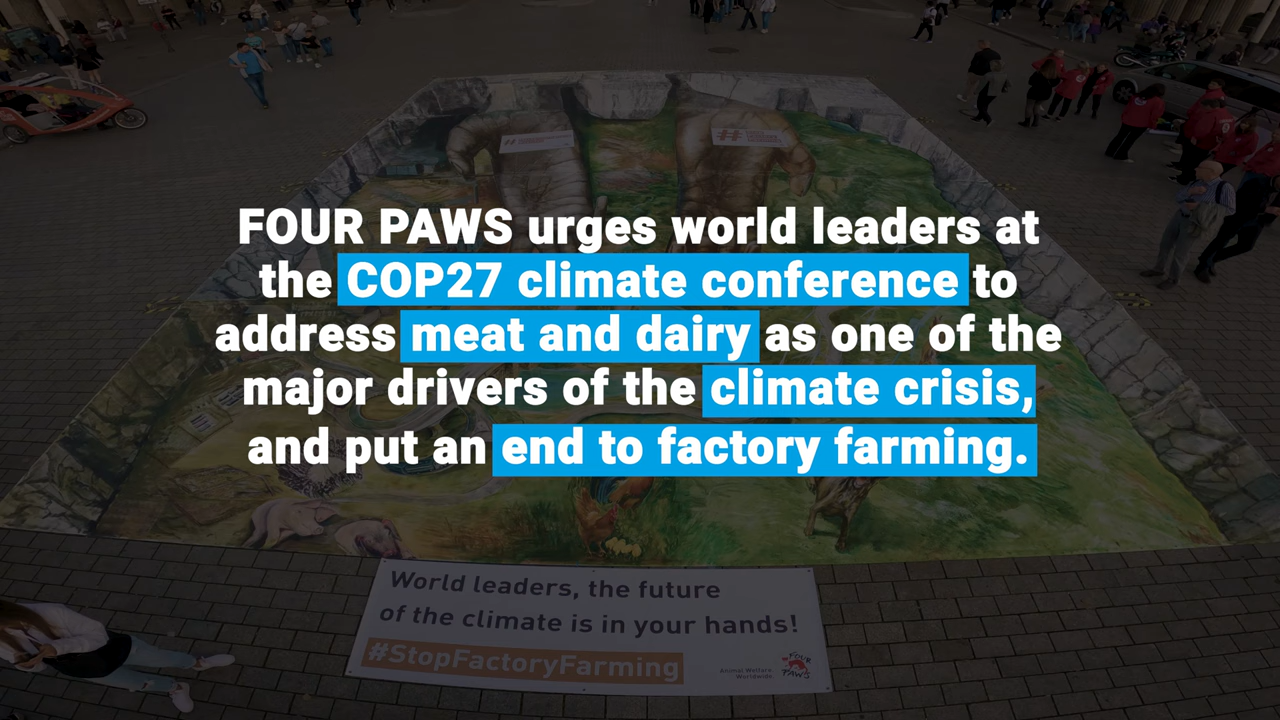 FOUR PAWS urges world leaders at
the COP27 climate conference to
address meat and dairy as one of the
major drivers of the climate crisis,
and put an end to factory farming.
World leaders, the future
of the climate is in your hands!
#StopFactoryFarming
Animal Welfare
Worldwide
FOUR
PAWS